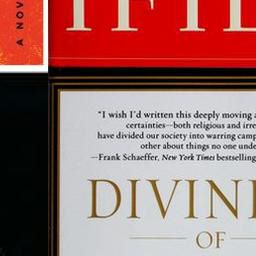 A NOV
"I wish I'd written this deeply moving
certainties—both religious and irre
have divided our society into warring camp
other about things no one unde
—Frank Schaeffer, New York Times bestselling
DIVIN
OF